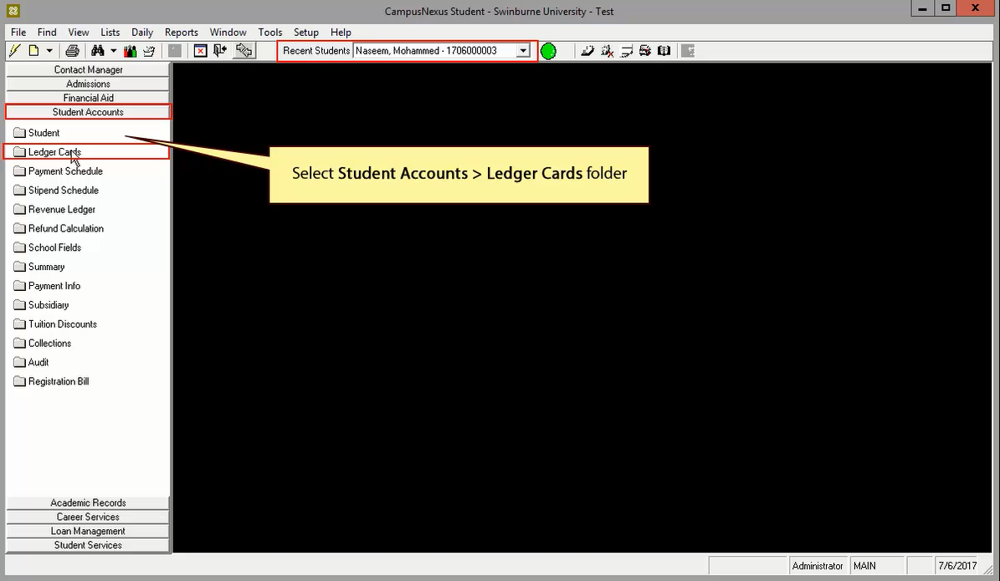 CampusNexus Student - Swinburne University - Test
File Find View Lists Daily Reports Window Tools Setup Help
Recent Students Naseem, Mohammed - 1706000003
Contact Manager
Admissions
Financial Aid
Student Accounts
Student
Ledger Cards
Payment Schedule
Stipend Schedule
Revenue Ledger
Refund Calculation
School Fields
Summary
Payment Info
Subsidiary
Tuition Discounts
Collections
Audit
Registration Bill
Select Student Accounts > Ledger Cards folder
Academic Records
Career Services
Loan Management
Student Services
Administrator MAIN 7/6/2017